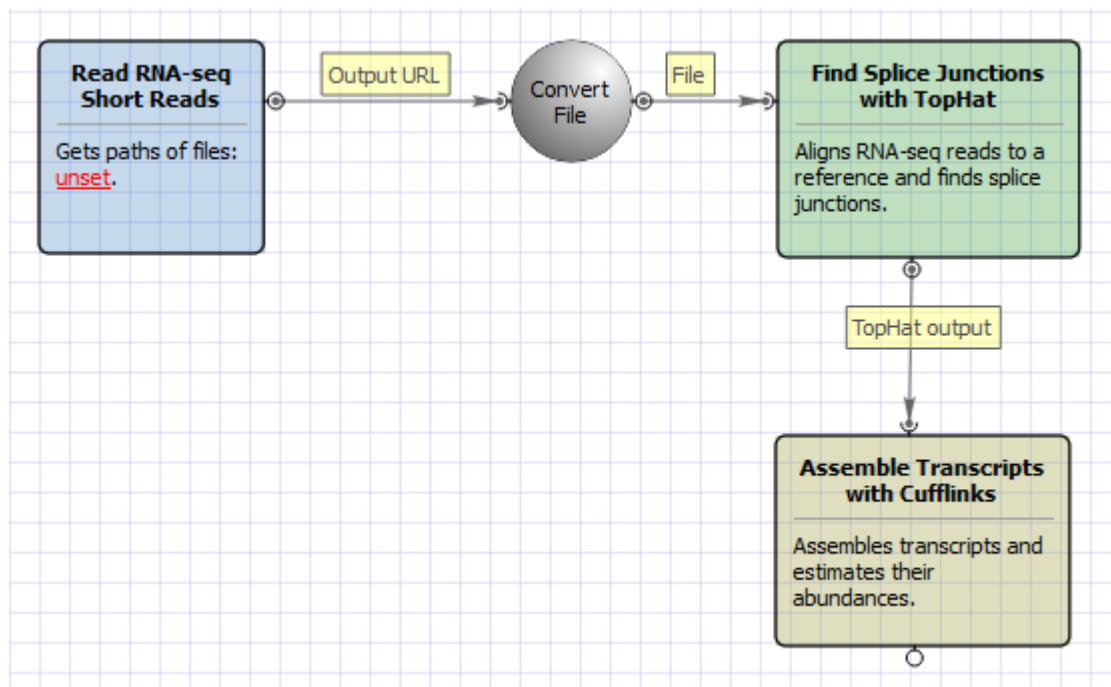 Read RNA-seq
Short Reads
Gets paths of files:
unset.
Output URL
Convert
File
File
Find Splice Junctions
with TopHat
Aligns RNA-seq reads to a
reference and finds splice
junctions.
TopHat output
Assemble Transcripts
with Cufflinks
Assembles transcripts and
estimates their
abundances.